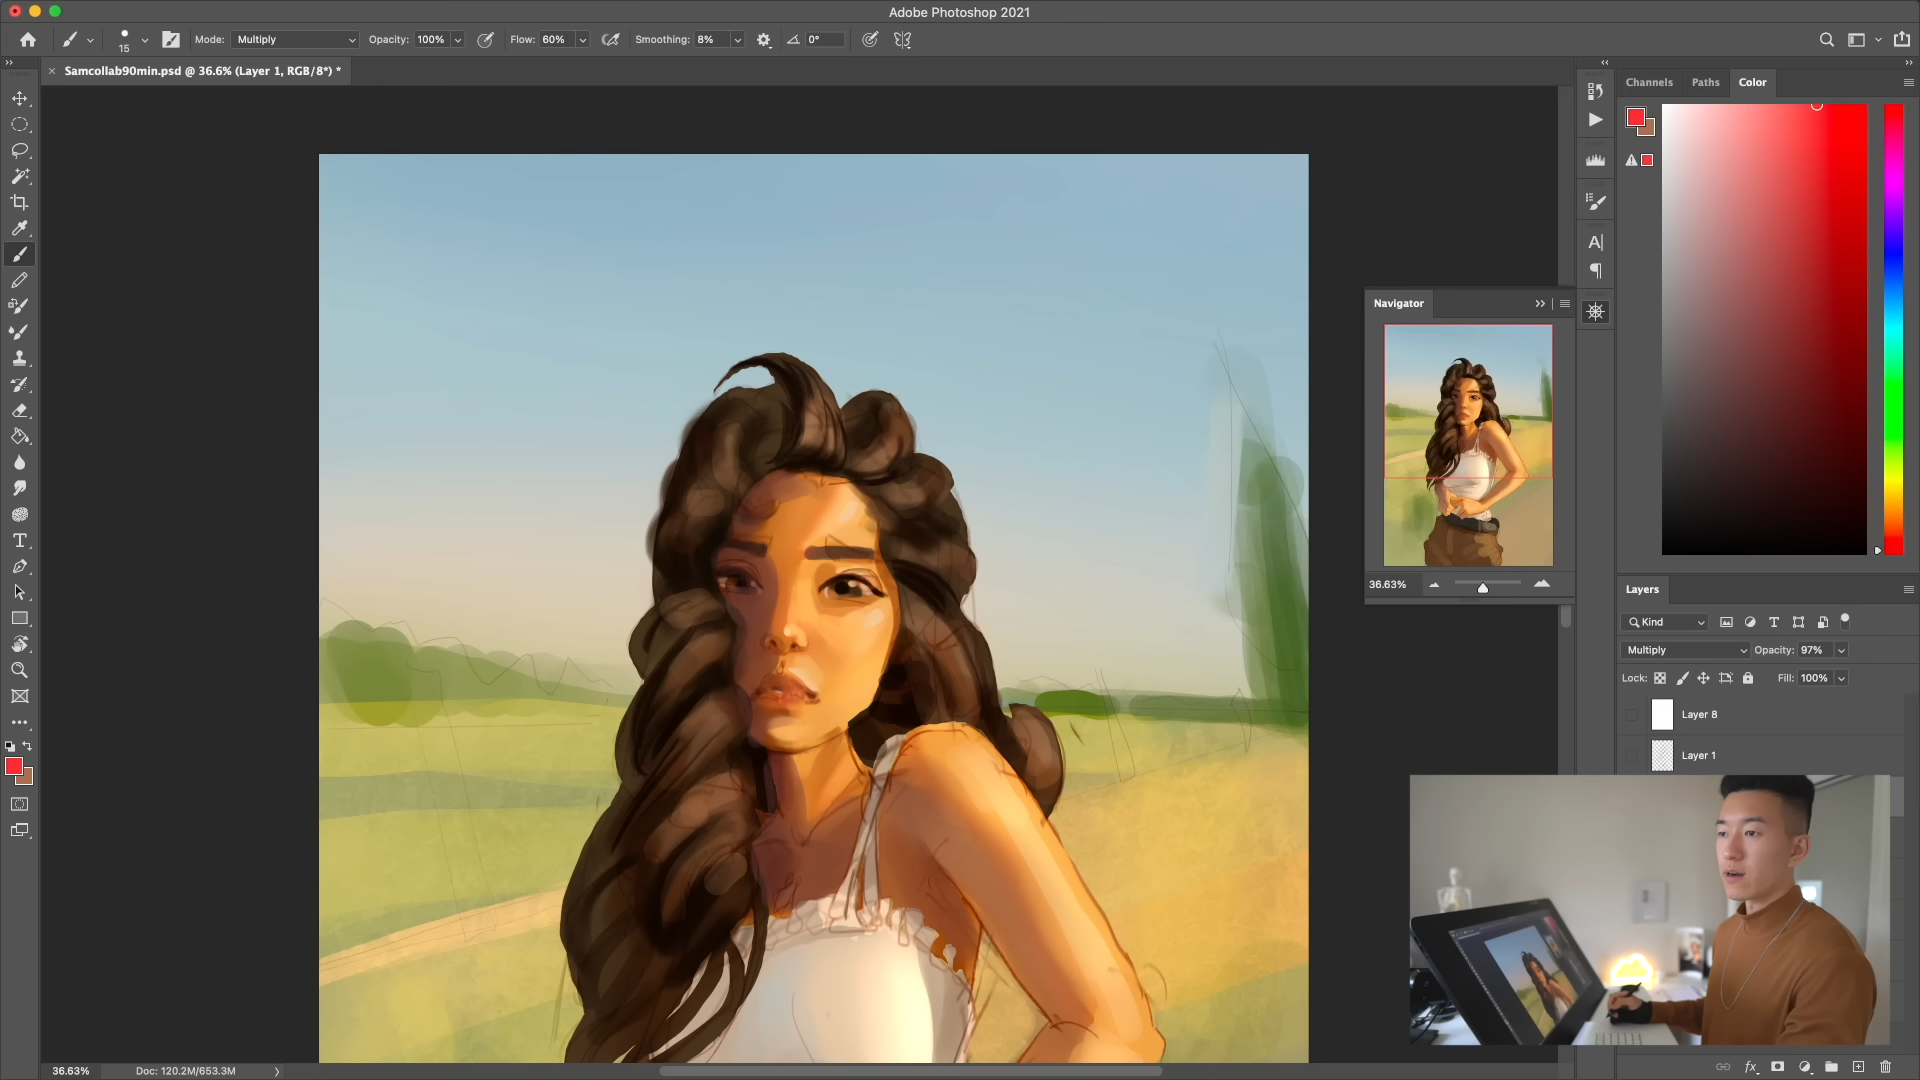 Adobe Photoshop 2021
15
Mode: Multiply Opacity: 100% Flow: 60% Smoothing: 8% 0°
Samcollab90min.psd @ 36.6% (Layer 1, RGB/8*) *
Channels Paths Color
Navigator
36.63%
Layers
Kind
Multiply Opacity: 97%
Lock: Fill: 100%
Layer 8
Layer 1
36.63% Doc: 120.2M/653.3M